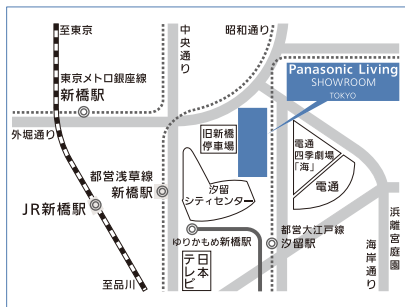 至東京
中央通り
昭和通り
東京メトロ銀座線
新橋駅
外堀通り
Panasonic Living
SHOWROOM
TOKYO
旧新橋
停車場
電通
四季劇場
「海」
電通
都営浅草線
新橋駅
汐留
シティセンター
JR新橋駅
ゆりかもめ新橋駅
都営大江戸線
汐留駅
日本
テレビ
浜離宮庭園
海岸通り
至品川